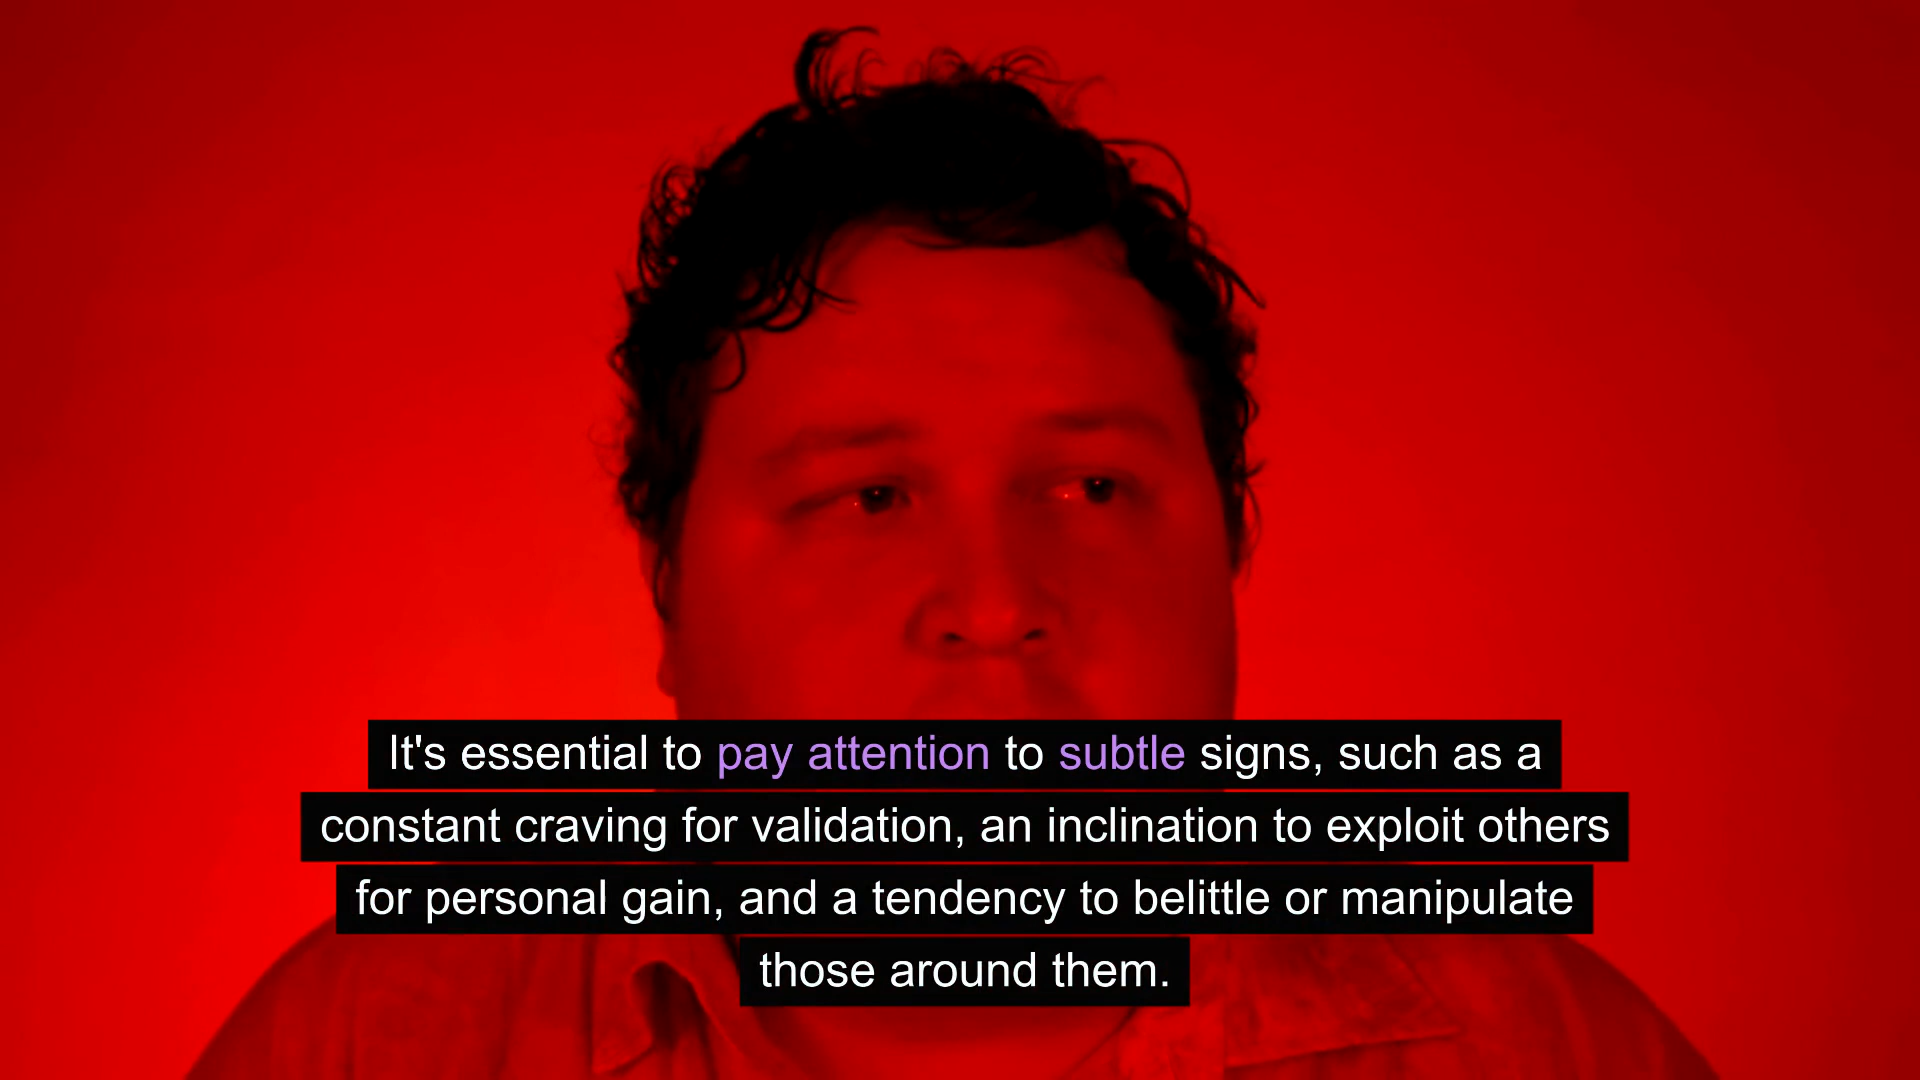 It's essential to pay attention to subtle signs, such as a
constant craving for validation, an inclination to exploit others
for personal gain, and a tendency to belittle or manipulate
those around them.